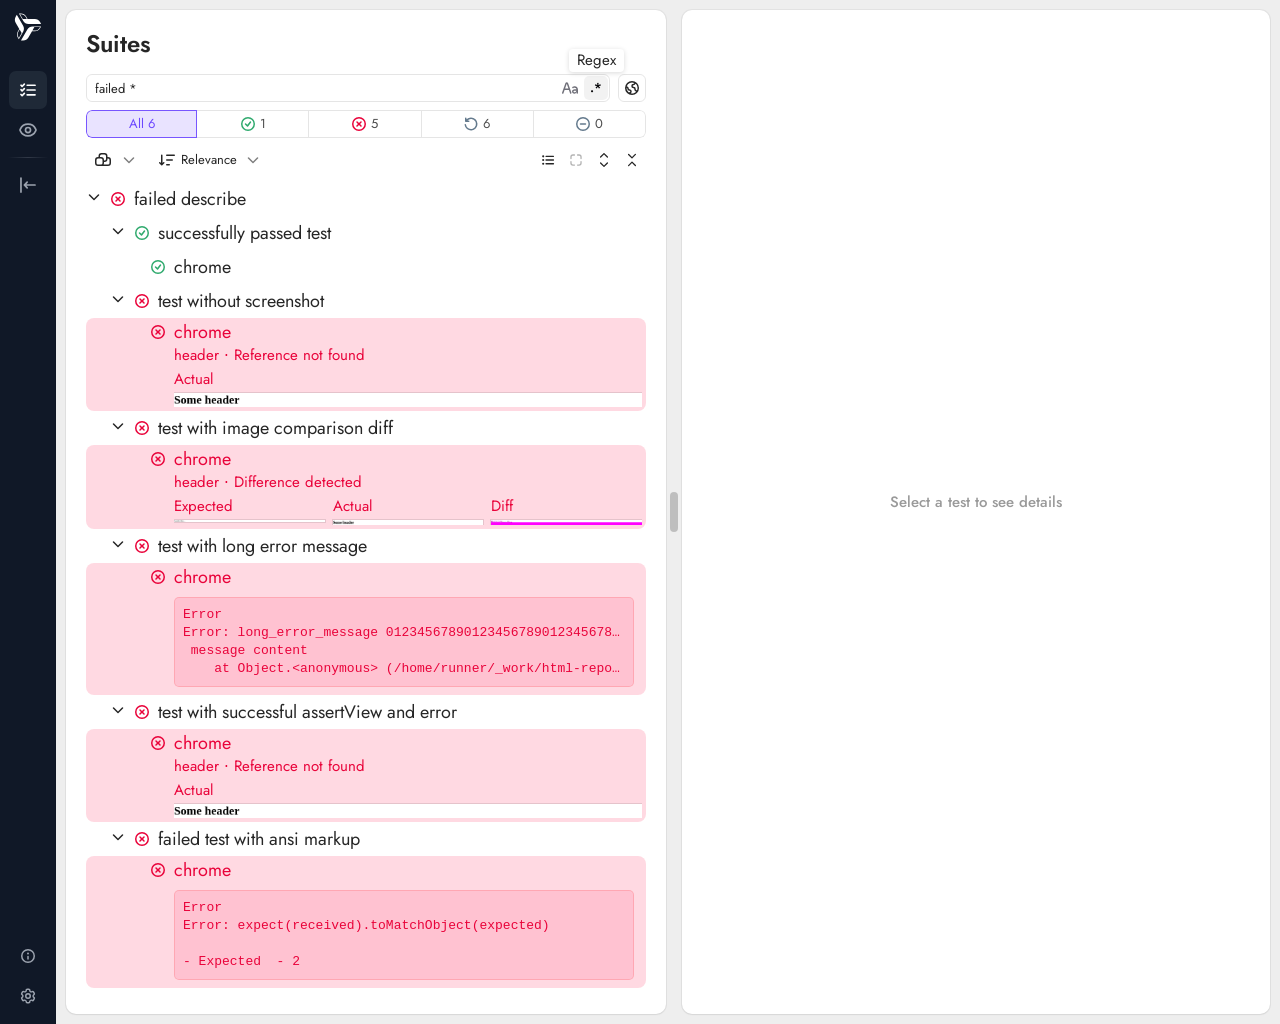 Suites
Regex
failed *
Aa .*
All 6
1
5
6
0
Relevance
failed describe
successfully passed test
chrome
test without screenshot
chrome
header · Reference not found
Actual
Some header
test with image comparison diff
chrome
header · Difference detected
Expected Actual Diff
Some header
test with long error message
chrome
Error
Error: long_error_message 01234567890123456789012345678…
message content
at Object.<anonymous> (/home/runner/_work/html-repo…
test with successful assertView and error
chrome
header · Reference not found
Actual
Some header
failed test with ansi markup
chrome
Error
Error: expect(received).toMatchObject(expected)
- Expected  - 2
Select a test to see details